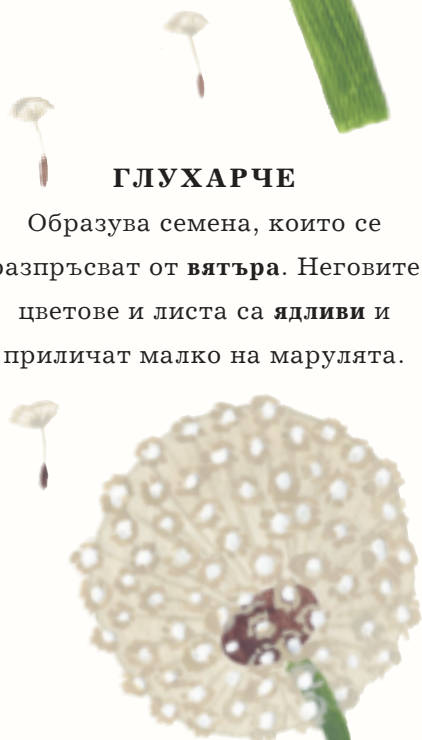 ГЛУХАРЧЕ
Образува семена, които се
разпръсват от вятъра. Неговите
цветове и листа са ядливи и
приличат малко на марулята.